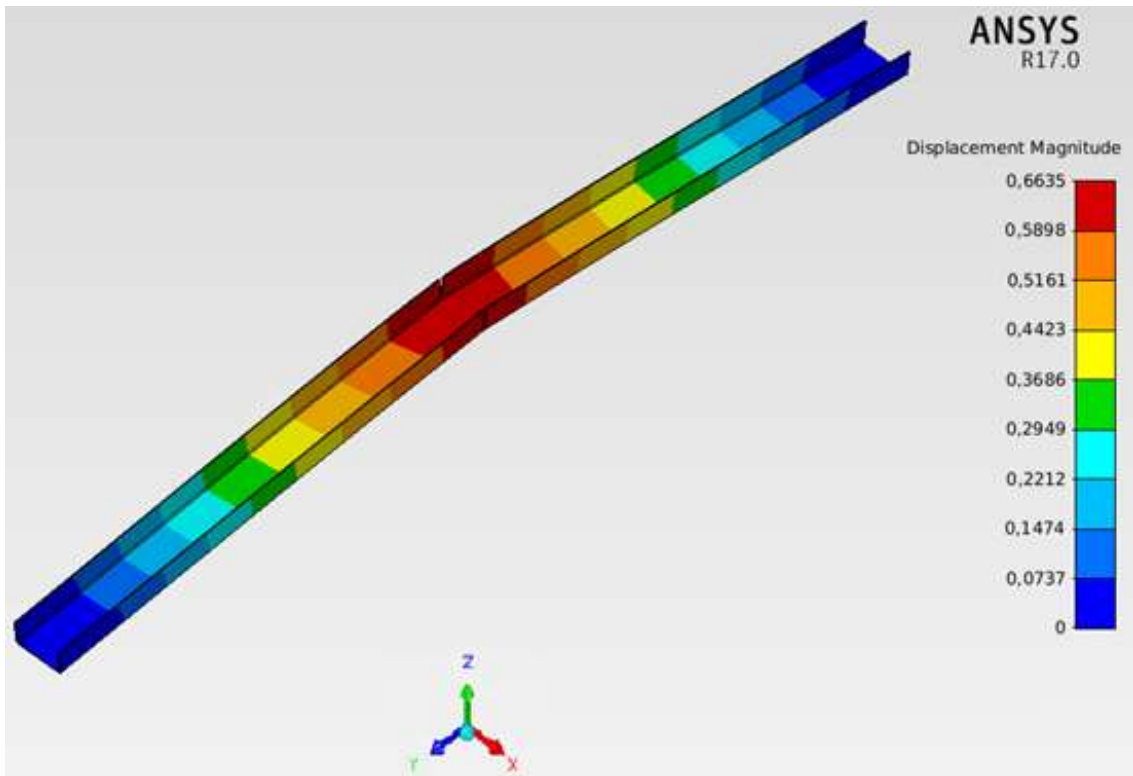 ANSYS
R17.0
Displacement Magnitude
0,6635
0,5898
0,5161
0,4423
0,3686
0,2949
0,2212
0,1474
0,0737
0
Z
Y
X